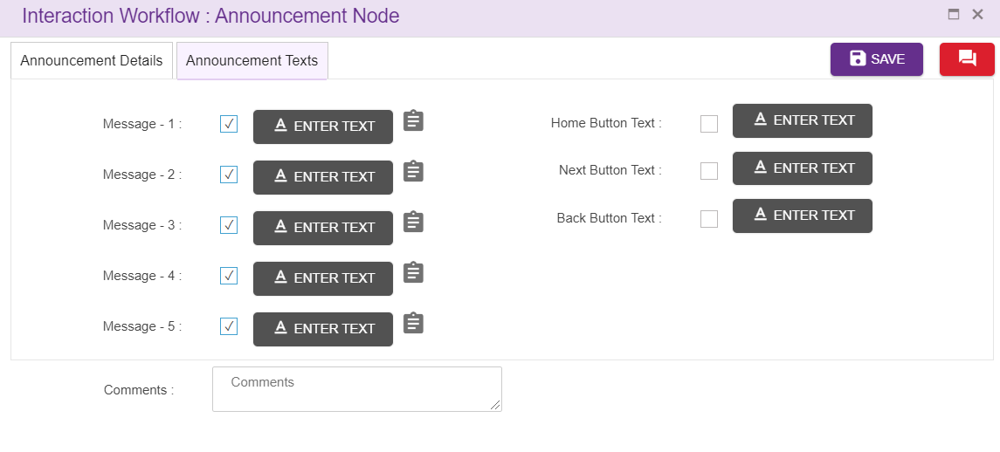 Interaction Workflow : Announcement Node
Announcement Details
Announcement Texts
SAVE
Message - 1 :
A ENTER TEXT
Message - 2 :
A ENTER TEXT
Message - 3 :
A ENTER TEXT
Message - 4 :
A ENTER TEXT
Message - 5 :
A ENTER TEXT
Home Button Text :
A ENTER TEXT
Next Button Text :
A ENTER TEXT
Back Button Text :
A ENTER TEXT
Comments :
Comments